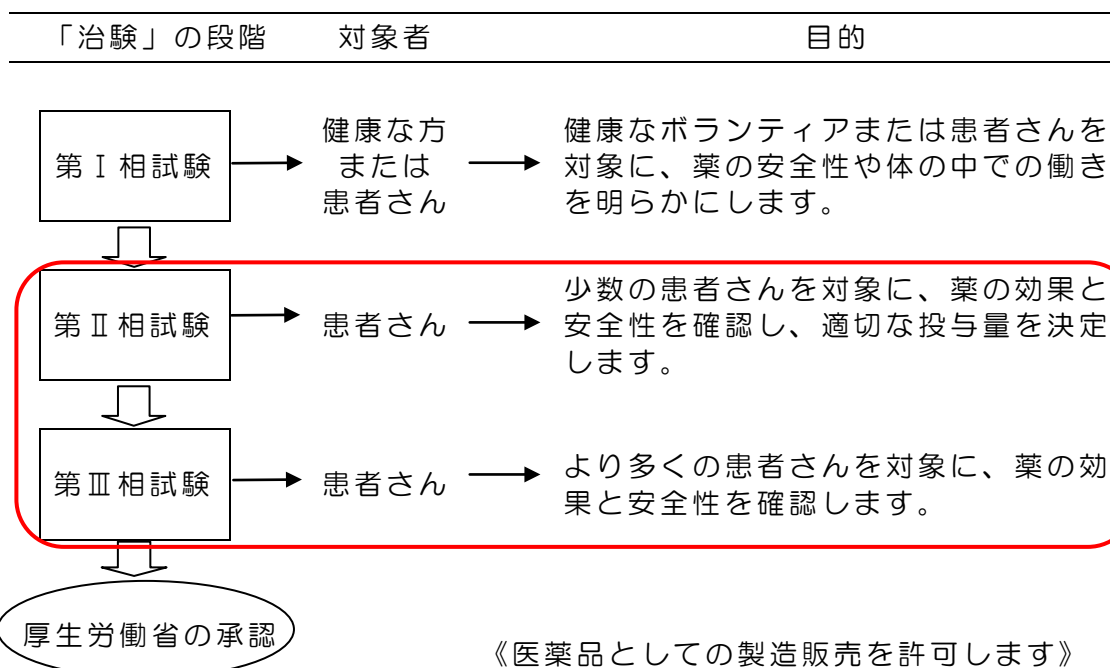 「治験」の段階 対象者 目的
第Ⅰ相試験
健康な方
または
患者さん
健康なボランティアまたは患者さんを
対象に、薬の安全性や体の中での働き
を明らかにします。
第Ⅱ相試験
患者さん
少数の患者さんを対象に、薬の効果と
安全性を確認し、適切な投与量を決定
します。
第Ⅲ相試験
患者さん
より多くの患者さんを対象に、薬の効
果と安全性を確認します。
厚生労働省の承認
《医薬品としての製造販売を許可します》